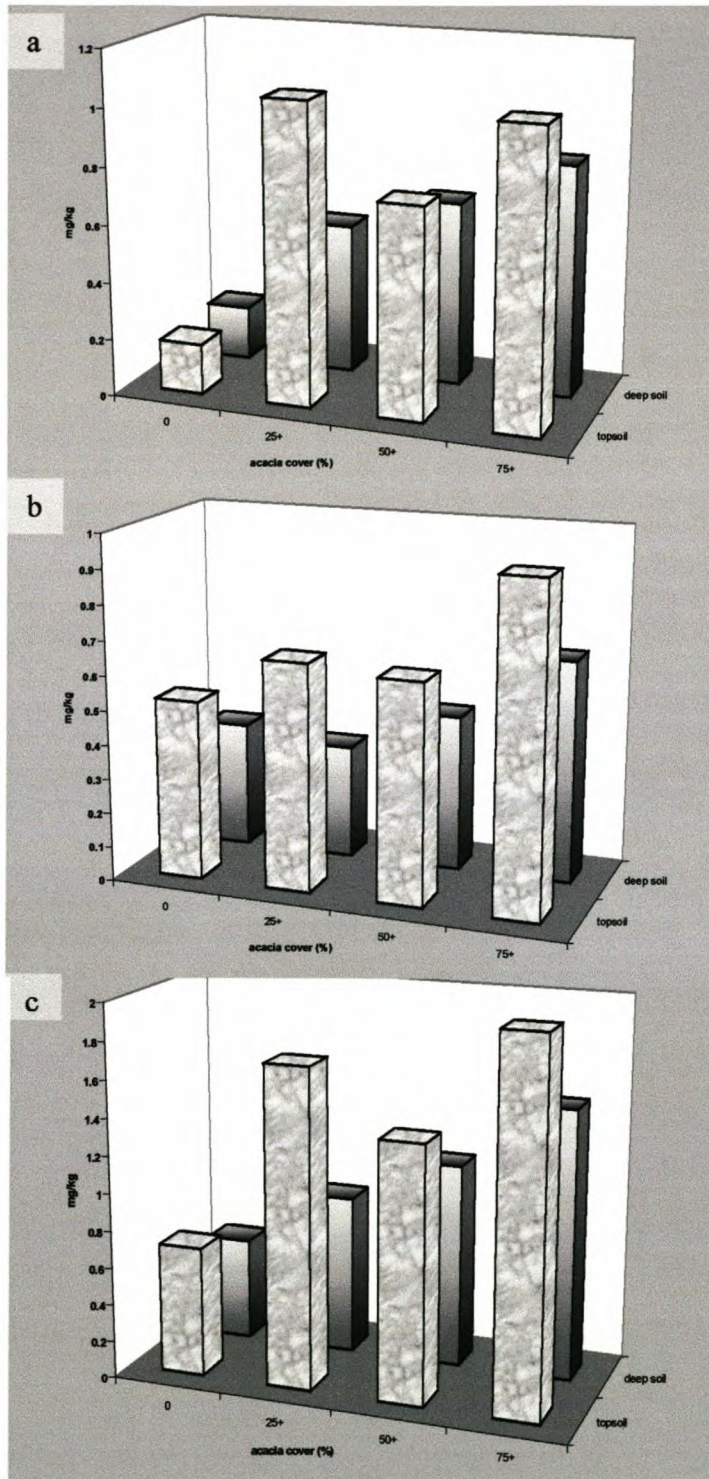 a
1.2
1
0.8
0.6
0.4
0.2
0
mg/kg
0
25+
50+
75+
acacia cover (%)
deep soil
topsoil
b
1
0.9
0.8
0.7
0.6
0.5
0.4
0.3
0.2
0.1
0
mg/kg
0
25+
50+
75+
acacia cover (%)
deep soil
topsoil
c
2
1.8
1.6
1.4
1.2
1
0.8
0.6
0.4
0.2
0
mg/kg
0
25+
50+
75+
acacia cover (%)
deep soil
topsoil